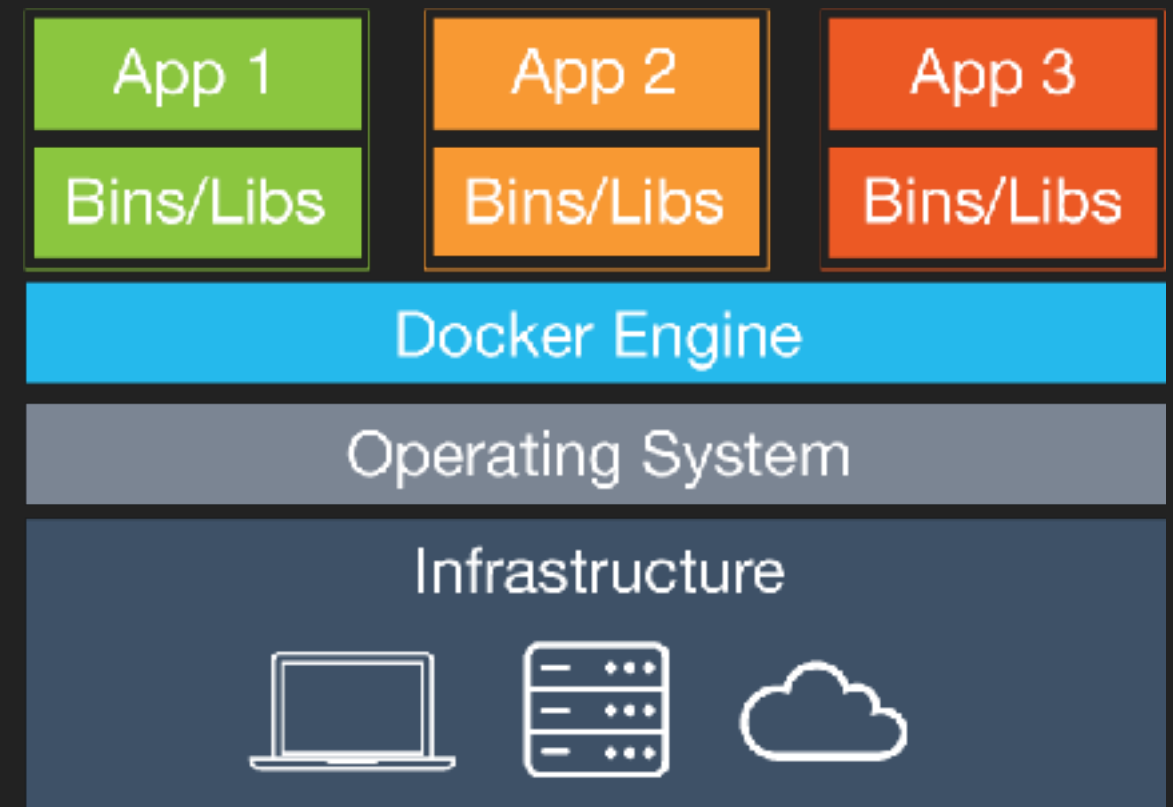 App 1
App 2
App 3
Bins/Libs
Bins/Libs
Bins/Libs
Docker Engine
Operating System
Infrastructure